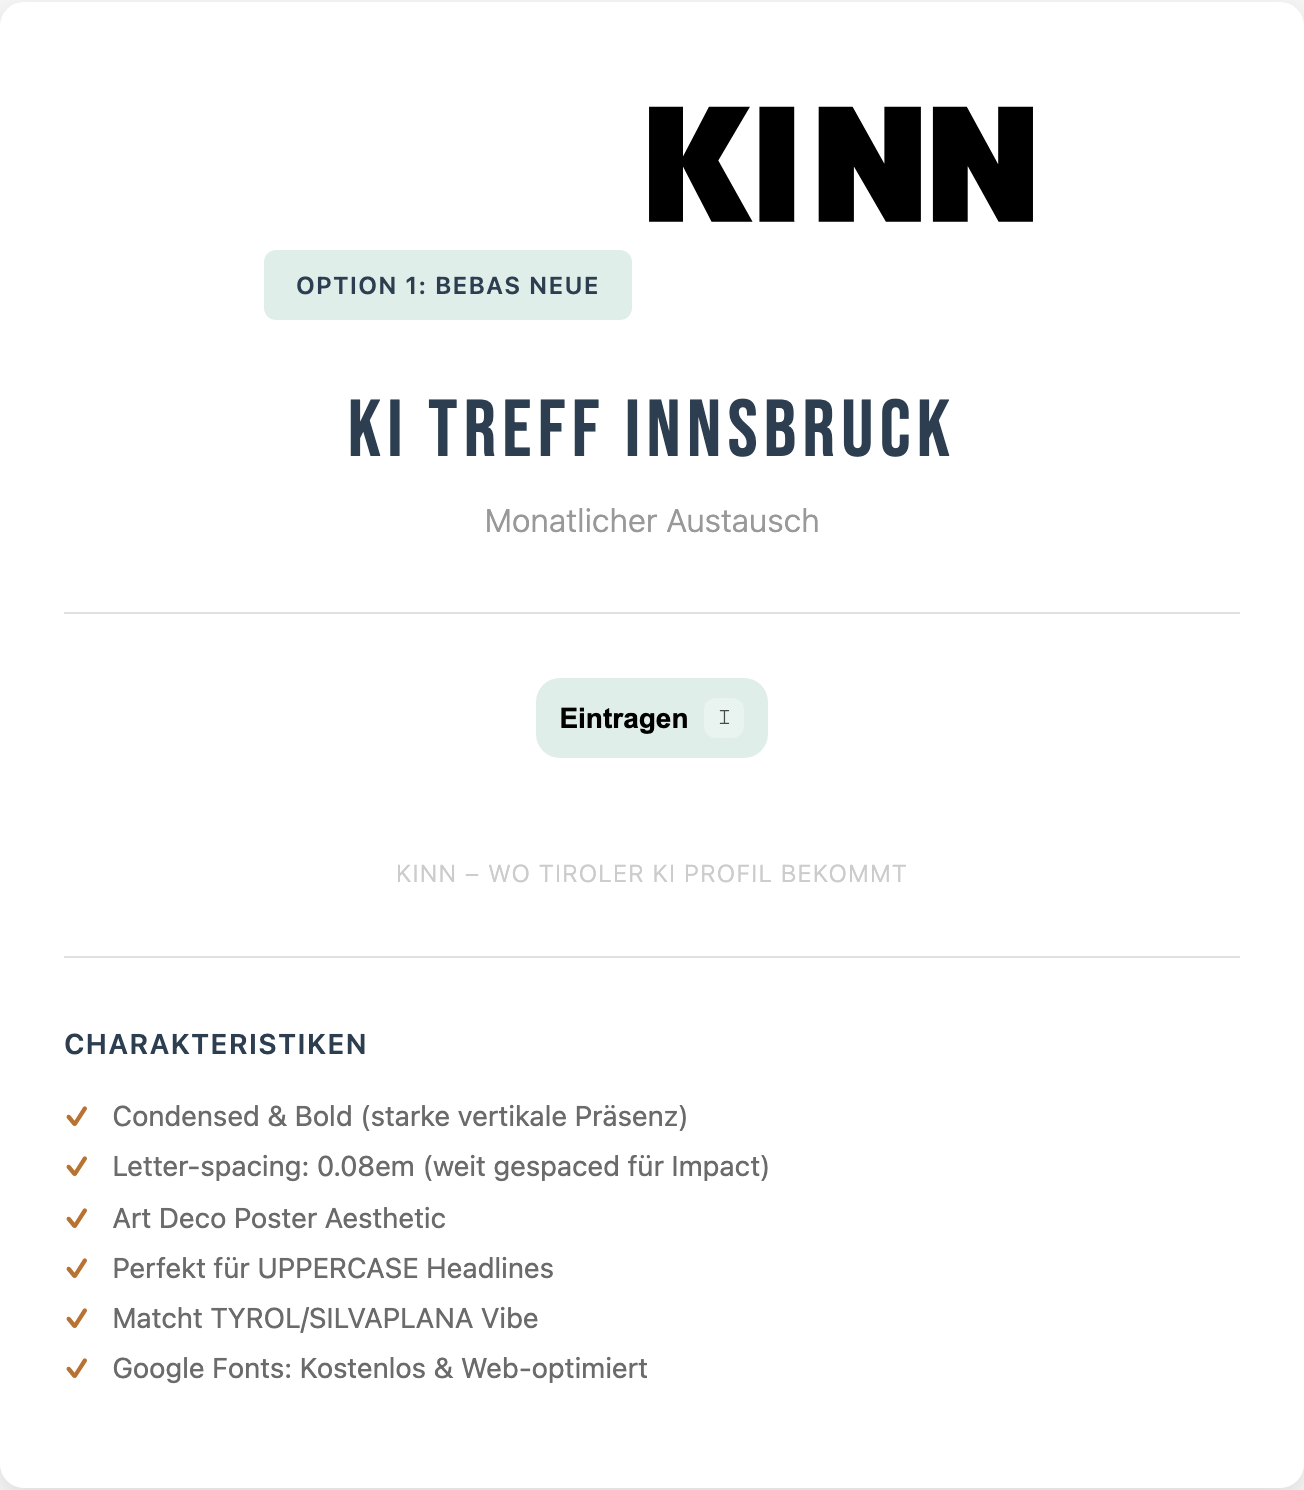 KINN
OPTION 1: BEBAS NEUE
KI TREFF INNSBRUCK
Monatlicher Austausch
Eintragen
KINN – WO TIROLER KI PROFIL BEKOMMT
CHARAKTERISTIKEN
✓ Condensed & Bold (starke vertikale Präsenz)
✓ Letter-spacing: 0.08em (weit gespaced für Impact)
✓ Art Deco Poster Aesthetic
✓ Perfekt für UPPERCASE Headlines
✓ Matcht TYROL/SILVAPLANA Vibe
✓ Google Fonts: Kostenlos & Web-optimiert